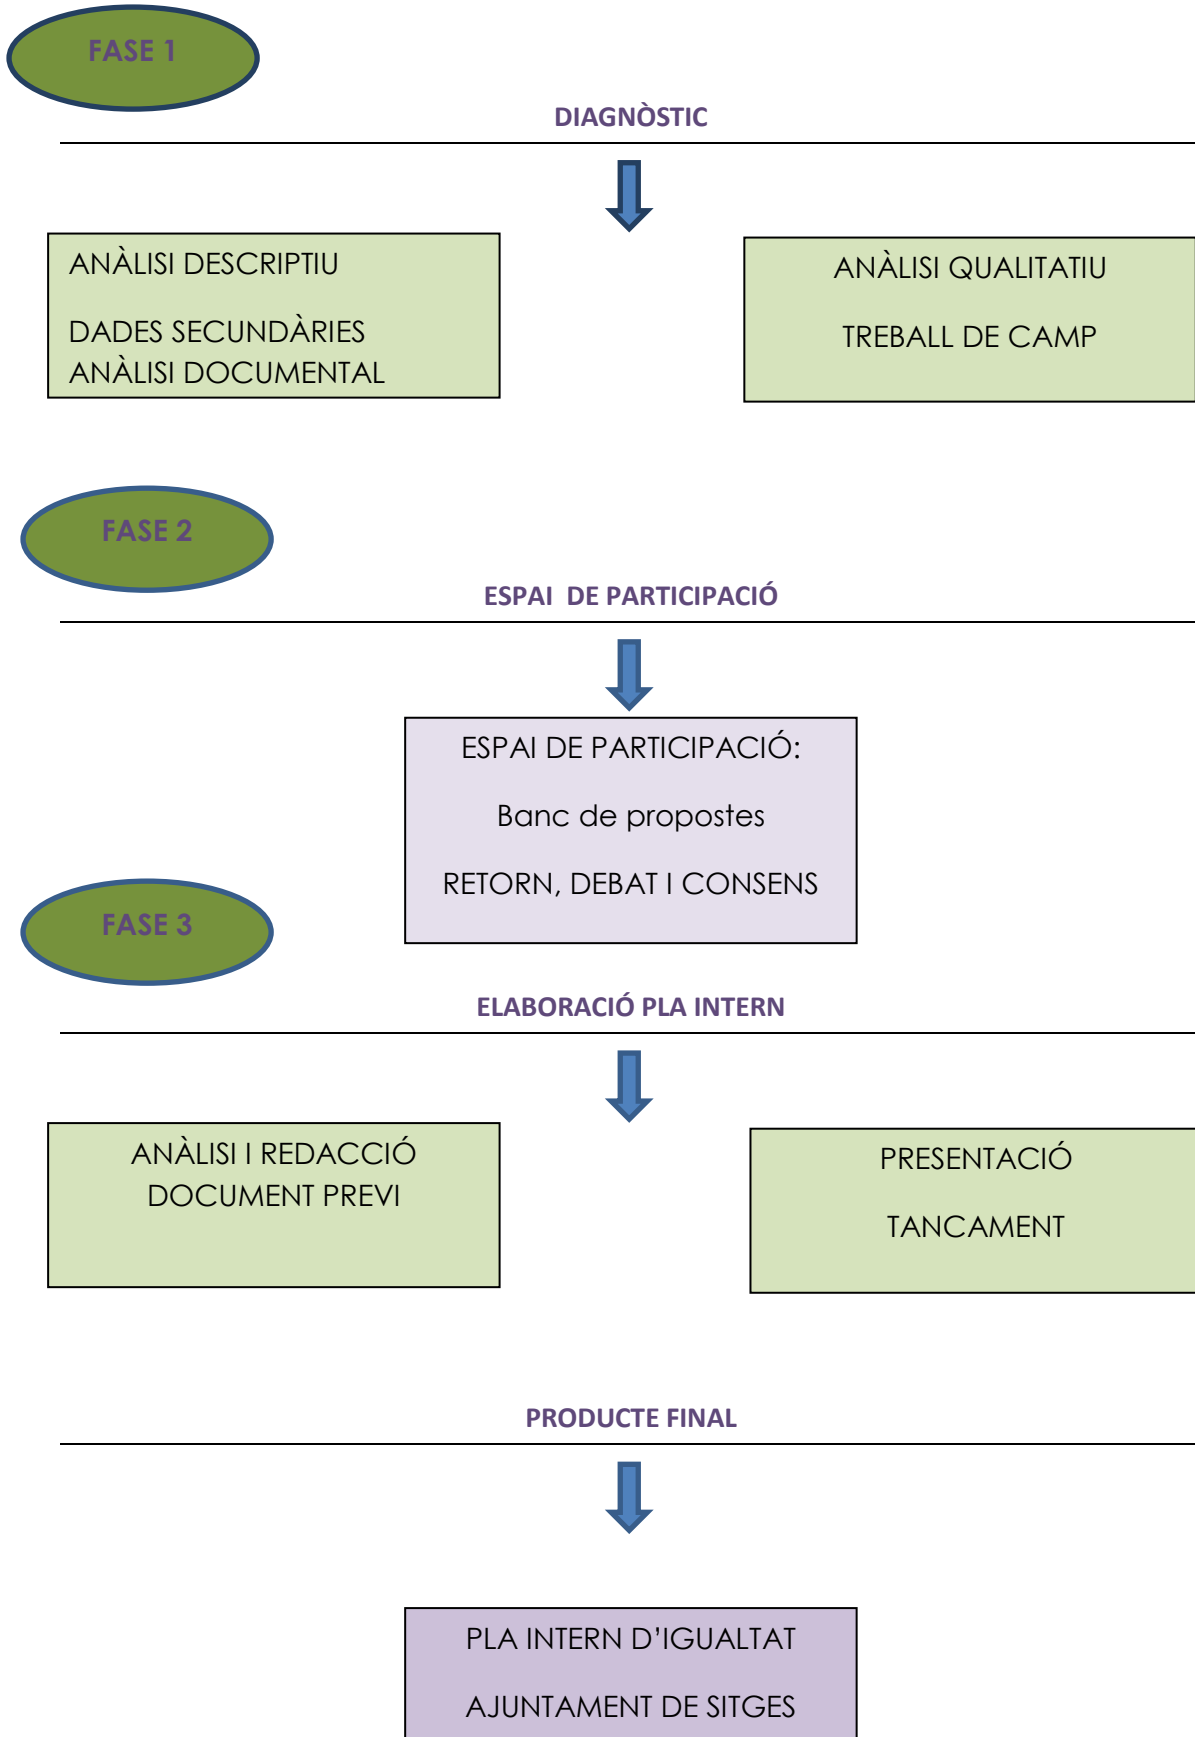 FASE 1
DIAGNÒSTIC
ANÀLISI DESCRIPTIU
DADES SECUNDÀRIES
ANÀLISI DOCUMENTAL
ANÀLISI QUALITATIU
TREBALL DE CAMP
FASE 2
ESPAI  DE PARTICIPACIÓ
ESPAI DE PARTICIPACIÓ:
Banc de propostes
RETORN, DEBAT I CONSENS
FASE 3
ELABORACIÓ PLA INTERN
ANÀLISI I REDACCIÓ
DOCUMENT PREVI
PRESENTACIÓ
TANCAMENT
PRODUCTE FINAL
PLA INTERN D’IGUALTAT
AJUNTAMENT DE SITGES